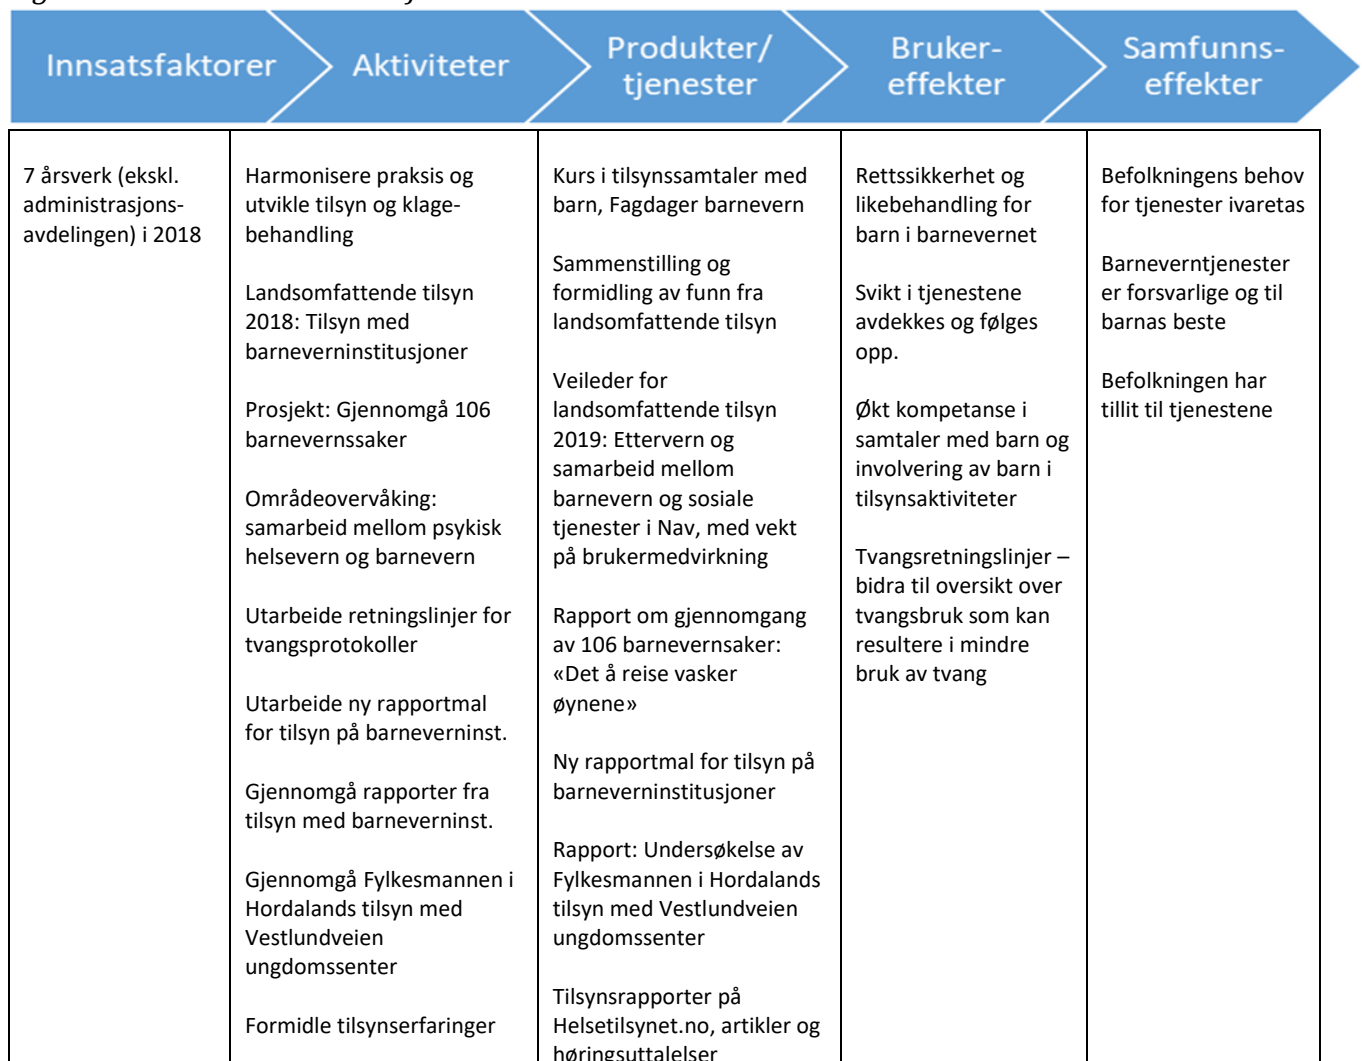 Innsatsfaktorer
Aktiviteter
Produkter/
tjenester
Bruker-
effekter
Samfunns-
effekter
7 årsverk (ekskl.
administrasjons-
avdelingen) i 2018
Harmonisere praksis og
utvikle tilsyn og klage-
behandling
Landsomfattende tilsyn
2018: Tilsyn med
barneverninstitusjoner
Prosjekt: Gjennomgå 106
barnevernssaker
Områdeovervåking:
samarbeid mellom psykisk
helsevern og barnevern
Utarbeide retningslinjer for
tvangsprotokoller
Utarbeide ny rapportmal
for tilsyn på barneverninst.
Gjennomgå rapporter fra
tilsyn med barneverninst.
Gjennomgå Fylkesmannen i
Hordalands tilsyn med
Vestlundveien
ungdomssenter
Formidle tilsynserfaringer
Kurs i tilsynssamtaler med
barn, Fagdager barnevern
Sammenstilling og
formidling av funn fra
landsomfattende tilsyn
Veileder for
landsomfattende tilsyn
2019: Ettervern og
samarbeid mellom
barnevern og sosiale
tjenester i Nav, med vekt
på brukermedvirkning
Rapport om gjennomgang
av 106 barnevernsaker:
«Det å reise vasker
øynene»
Ny rapportmal for tilsyn på
barneverninstitusjoner
Rapport: Undersøkelse av
Fylkesmannen i Hordalands
tilsyn med Vestlundveien
ungdomssenter
Tilsynsrapporter på
Helsetilsynet.no, artikler og
høringsuttalelser
Rettssikkerhet og
likebehandling for
barn i barnevernet
Svikt i tjenestene
avdekkes og følges
opp.
Økt kompetanse i
samtaler med barn og
involvering av barn i
tilsynsaktiviteter
Tvangsretningslinjer –
bidra til oversikt over
tvangsbruk som kan
resultere i mindre
bruk av tvang
Befolkningens behov
for tjenester ivaretas
Barneverntjenester
er forsvarlige og til
barnas beste
Befolkningen har
tillit til tjenestene